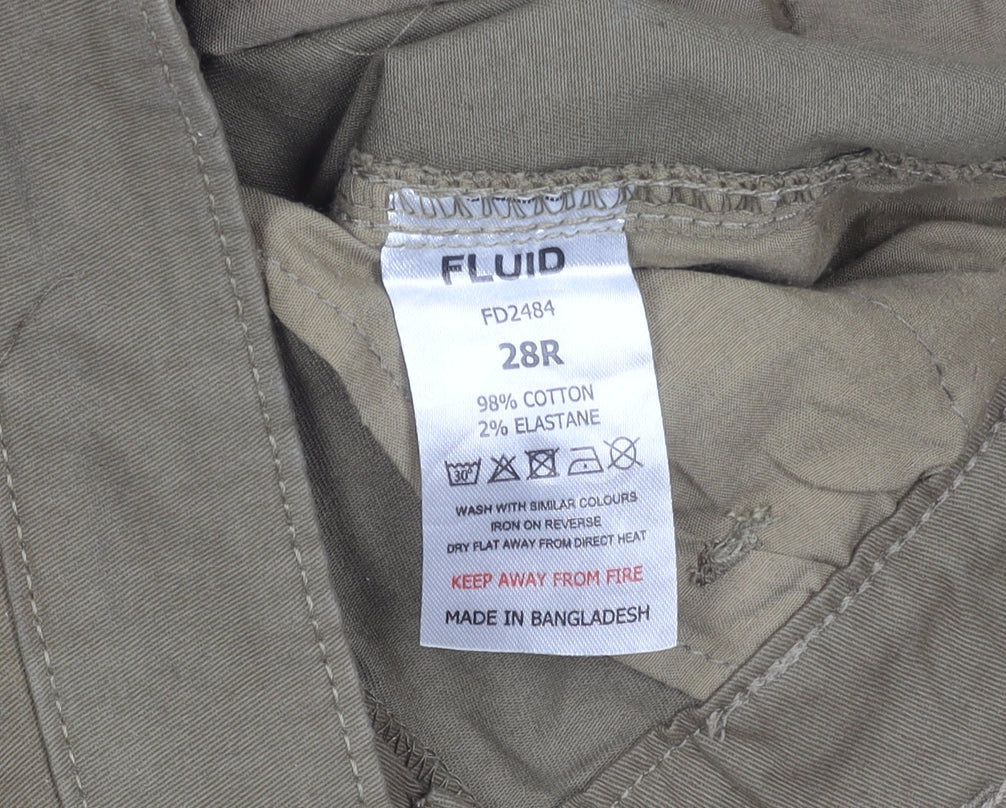 FLUID
FD2484
28R
98% COTTON
2% ELASTANE
30°
WASH WITH SIMILAR COLOURS
IRON ON REVERSE
DRY FLAT AWAY FROM DIRECT HEAT
KEEP AWAY FROM FIRE
MADE IN BANGLADESH